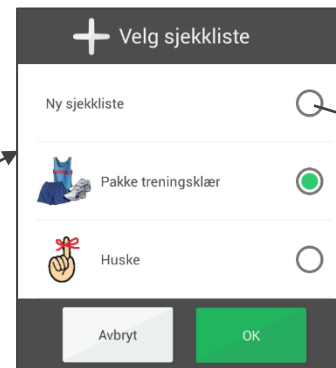 Velg sjekkliste
Ny sjekkliste
Pakke treningsklær
Huske
Avbryt
OK